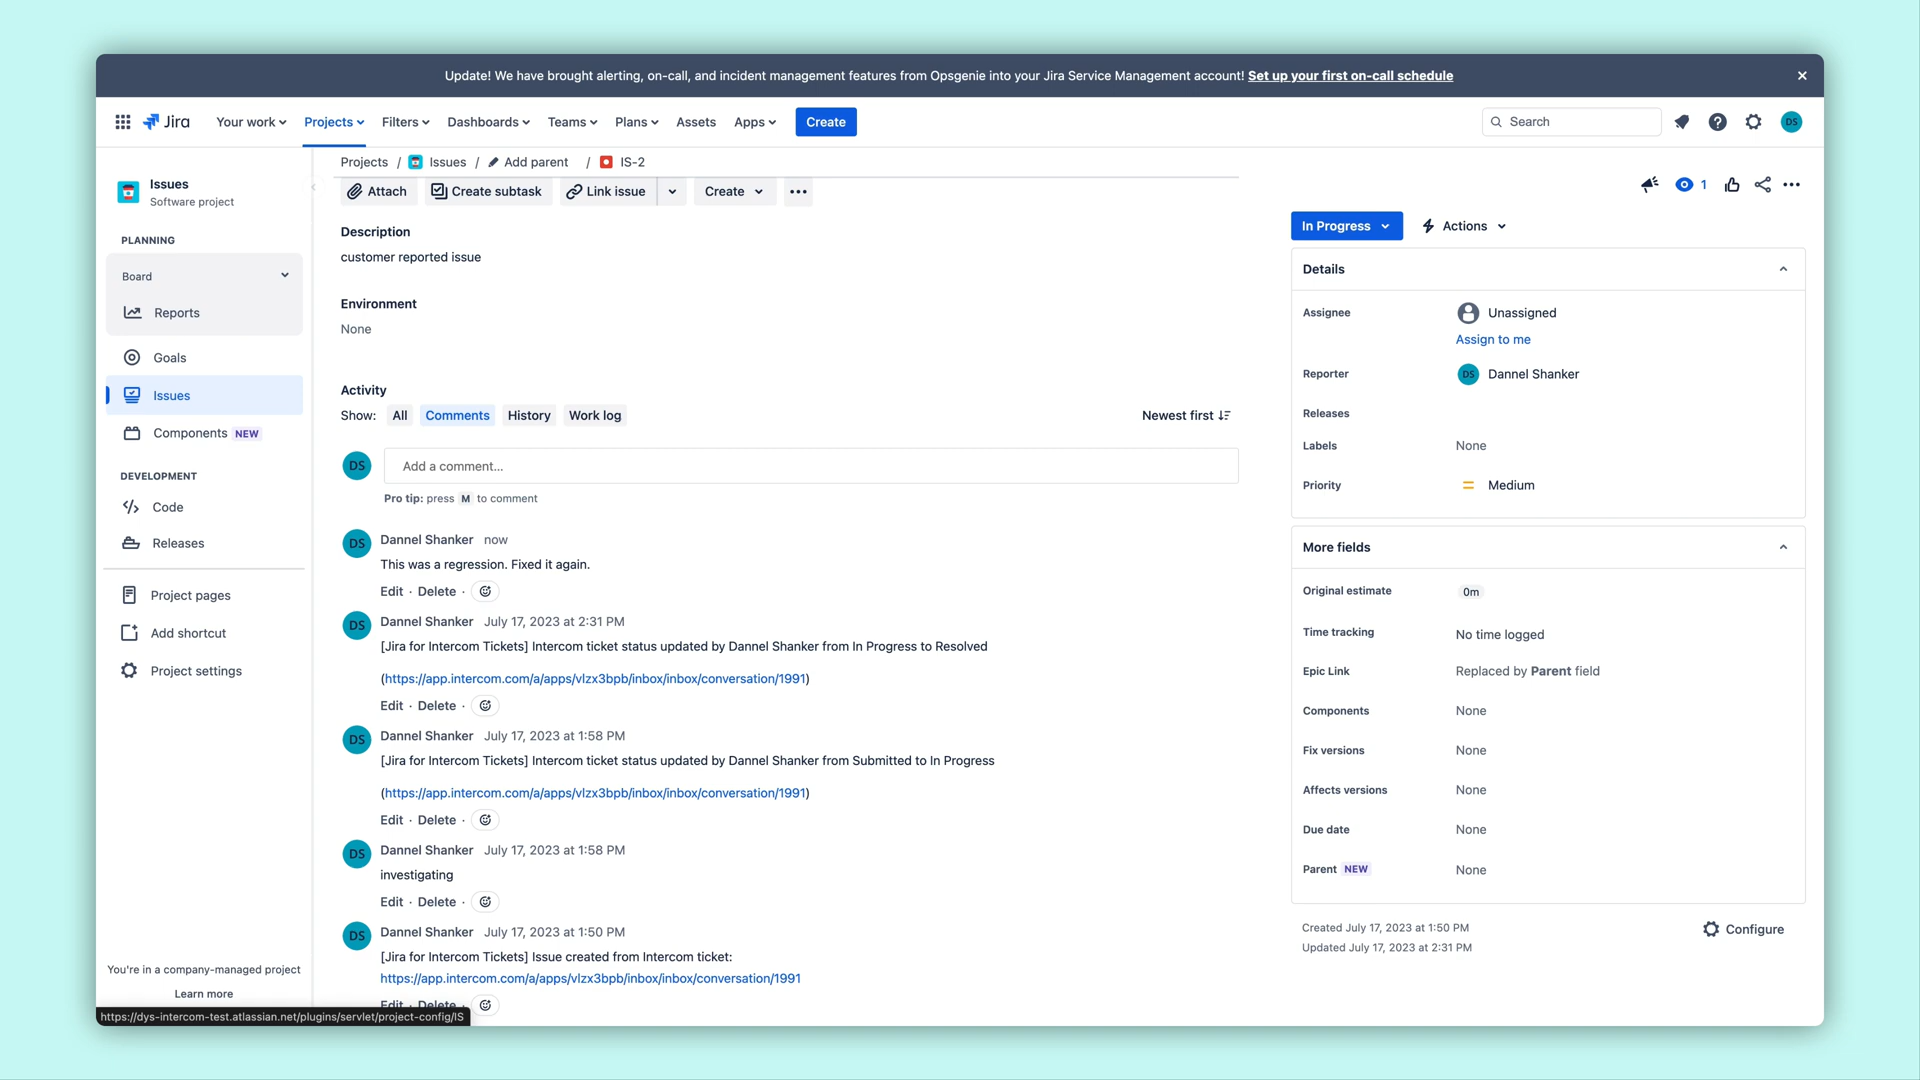 Update! We have brought alerting, on-call, and incident management features from Opsgenie into your Jira Service Management account! Set up your first on-call schedule
Jira Your work Projects Filters Dashboards Teams Plans Assets Apps Create Search DS
Issues
Software project
PLANNING
Board
Reports
Goals
Issues
Components NEW
DEVELOPMENT
Code
Releases
Project pages
Add shortcut
Project settings
You're in a company-managed project
Learn more
https://dys-intercom-test.atlassian.net/plugins/servlet/project-config/IS
Projects / Issues / Add parent / IS-2
Attach Create subtask Link issue Create
Description
customer reported issue
Environment
None
Activity
Show: All Comments History Work log Newest first
DS Add a comment...
Pro tip: press M to comment
DS Dannel Shanker now
This was a regression. Fixed it again.
Edit · Delete ·
DS Dannel Shanker July 17, 2023 at 2:31 PM
[Jira for Intercom Tickets] Intercom ticket status updated by Dannel Shanker from In Progress to Resolved
(https://app.intercom.com/a/apps/vlzx3bpb/inbox/inbox/conversation/1991)
Edit · Delete ·
DS Dannel Shanker July 17, 2023 at 1:58 PM
[Jira for Intercom Tickets] Intercom ticket status updated by Dannel Shanker from Submitted to In Progress
(https://app.intercom.com/a/apps/vlzx3bpb/inbox/inbox/conversation/1991)
Edit · Delete ·
DS Dannel Shanker July 17, 2023 at 1:58 PM
investigating
Edit · Delete ·
DS Dannel Shanker July 17, 2023 at 1:50 PM
[Jira for Intercom Tickets] Issue created from Intercom ticket:
https://app.intercom.com/a/apps/vlzx3bpb/inbox/inbox/conversation/1991
Edit · Delete ·
1
In Progress Actions
Details
Assignee Unassigned
Assign to me
Reporter DS Dannel Shanker
Releases
Labels None
Priority Medium
More fields
Original estimate 0m
Time tracking No time logged
Epic Link Replaced by Parent field
Components None
Fix versions None
Affects versions None
Due date None
Parent NEW None
Created July 17, 2023 at 1:50 PM
Updated July 17, 2023 at 2:31 PM
Configure